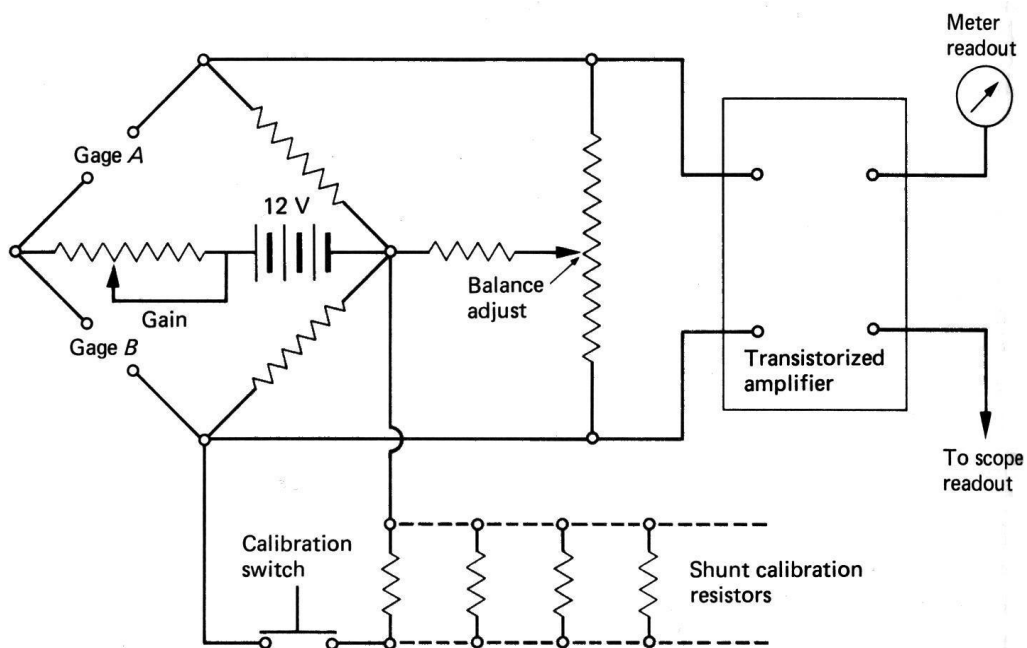 Meter
readout
Gage A
12 V
Gain
Gage B
Balance
adjust
Transistorized
amplifier
To scope
readout
Calibration
switch
Shunt calibration
resistors